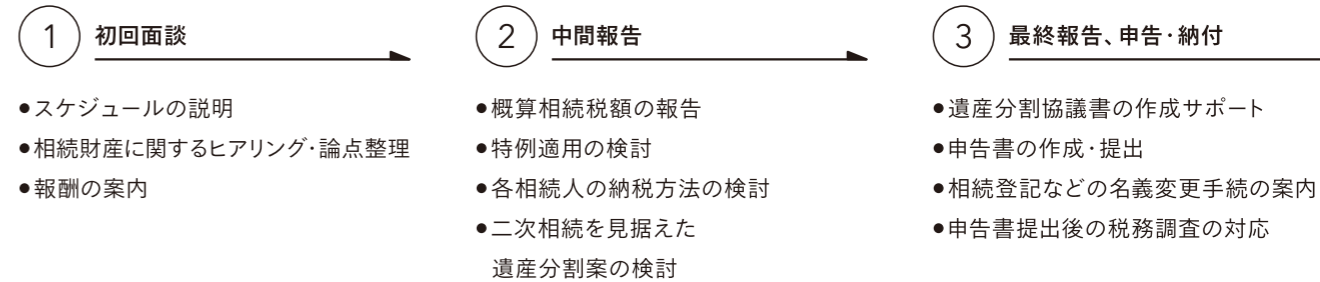 1 初回面談
●スケジュールの説明
●相続財産に関するヒアリング・論点整理
●報酬の案内
2 中間報告
●概算相続税額の報告
●特例適用の検討
●各相続人の納税方法の検討
●二次相続を見据えた
遺産分割案の検討
3 最終報告、申告・納付
●遺産分割協議書の作成サポート
●申告書の作成・提出
●相続登記などの名義変更手続の案内
●申告書提出後の税務調査の対応